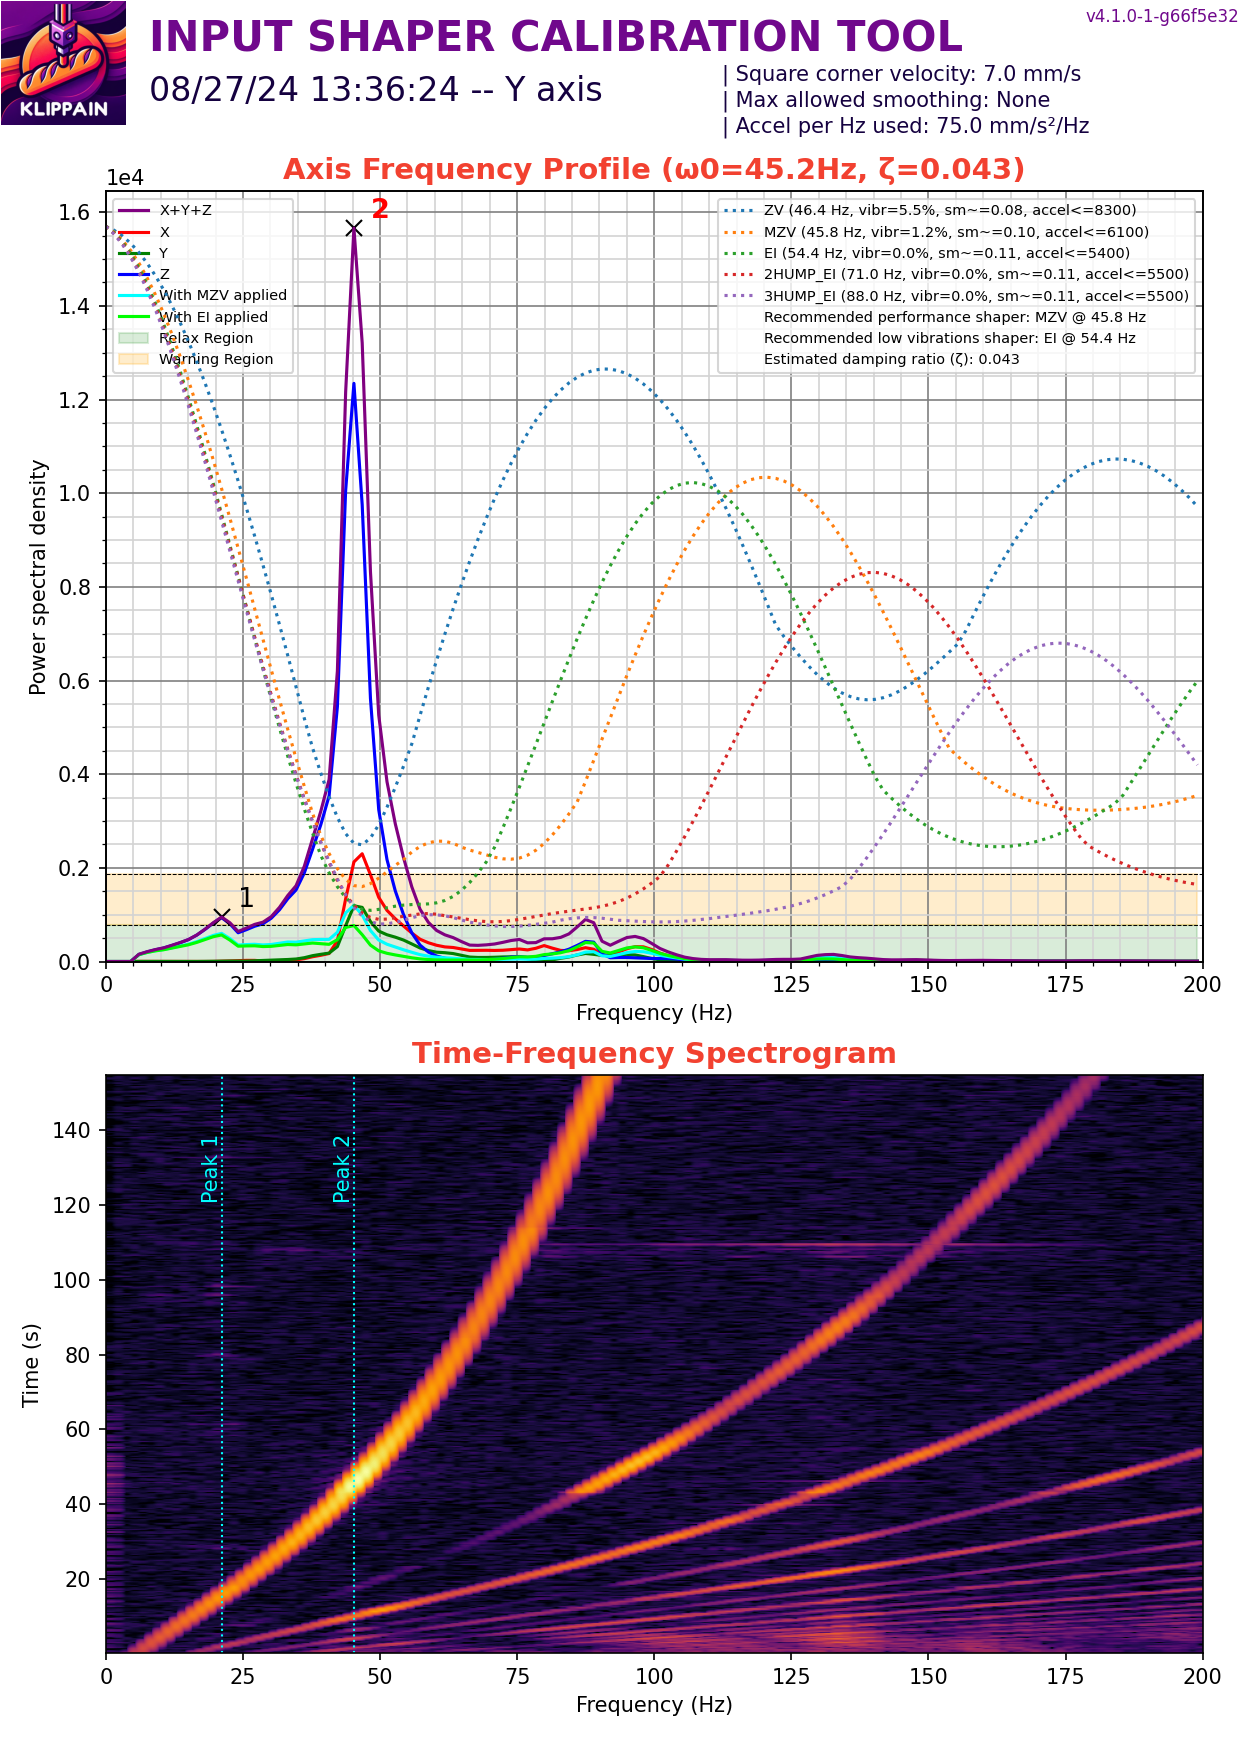 v4.1.0-1-g66f5e32
INPUT SHAPER CALIBRATION TOOL
08/27/24 13:36:24 -- Y axis
| Square corner velocity: 7.0 mm/s
| Max allowed smoothing: None
| Accel per Hz used: 75.0 mm/s²/Hz
KLIPPAIN
Axis Frequency Profile (ω0=45.2Hz, ζ=0.043)
1e4
X+Y+Z
X
Y
Z
With MZV applied
With EI applied
Relax Region
Warning Region
ZV (46.4 Hz, vibr=5.5%, sm~=0.08, accel<=8300)
MZV (45.8 Hz, vibr=1.2%, sm~=0.10, accel<=6100)
EI (54.4 Hz, vibr=0.0%, sm~=0.11, accel<=5400)
2HUMP_EI (71.0 Hz, vibr=0.0%, sm~=0.11, accel<=5500)
3HUMP_EI (88.0 Hz, vibr=0.0%, sm~=0.11, accel<=5500)
Recommended performance shaper: MZV @ 45.8 Hz
Recommended low vibrations shaper: EI @ 54.4 Hz
Estimated damping ratio (ζ): 0.043
2
1
1.6
1.4
1.2
1.0
0.8
0.6
0.4
0.2
0.0
Power spectral density
0 25 50 75 100 125 150 175 200
Frequency (Hz)
Time-Frequency Spectrogram
Peak 1
Peak 2
140
120
100
80
60
40
20
Time (s)
0 25 50 75 100 125 150 175 200
Frequency (Hz)